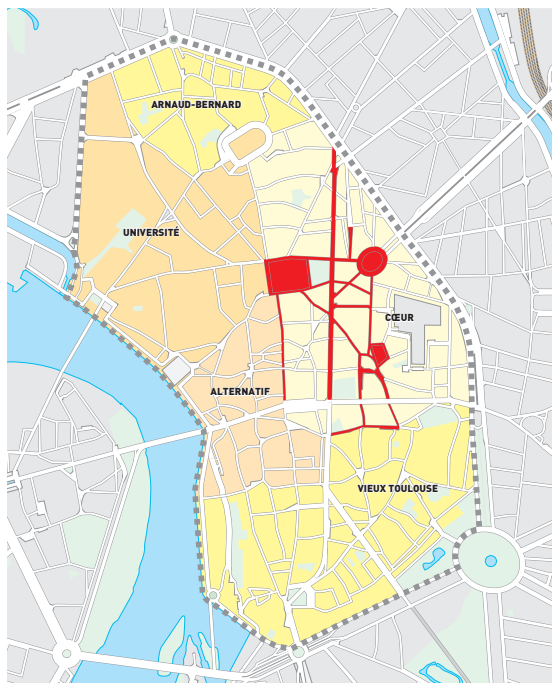 ARNAUD-BERNARD
UNIVERSITÉ
CŒUR
ALTERNATIF
VIEUX TOULOUSE